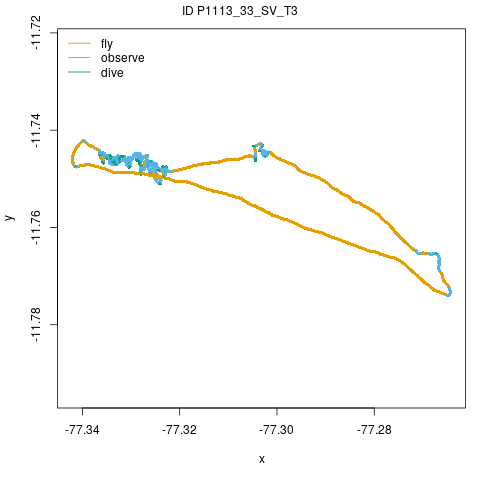 ID P1113_33_SV_T3
fly
observe
dive
-11.72
-11.74
-11.76
-11.78
y
-77.34
-77.32
-77.30
-77.28
x